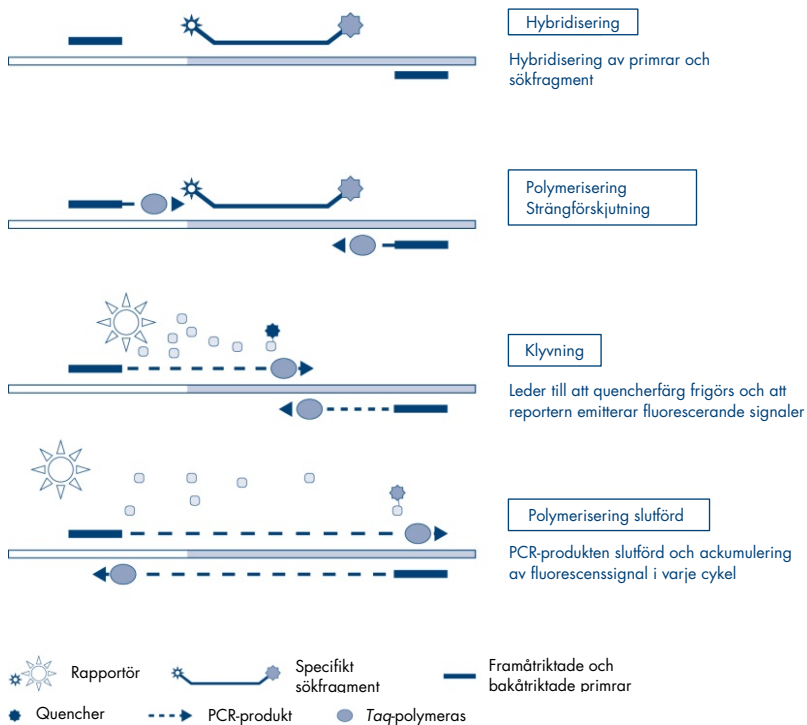 Hybridisering
Hybridisering av primrar och
sökfragment
Polymerisering
Strängförskjutning
Klyvning
Leder till att quencherfärg frigörs och att
reportern emitterar fluorescerande signaler
Polymerisering slutförd
PCR-produkten slutförd och ackumulering
av fluorescenssignal i varje cykel
Rapportör
Specifikt
sökfragment
Framåtriktade och
bakåtriktade primrar
Quencher
PCR-produkt
Taq-polymeras